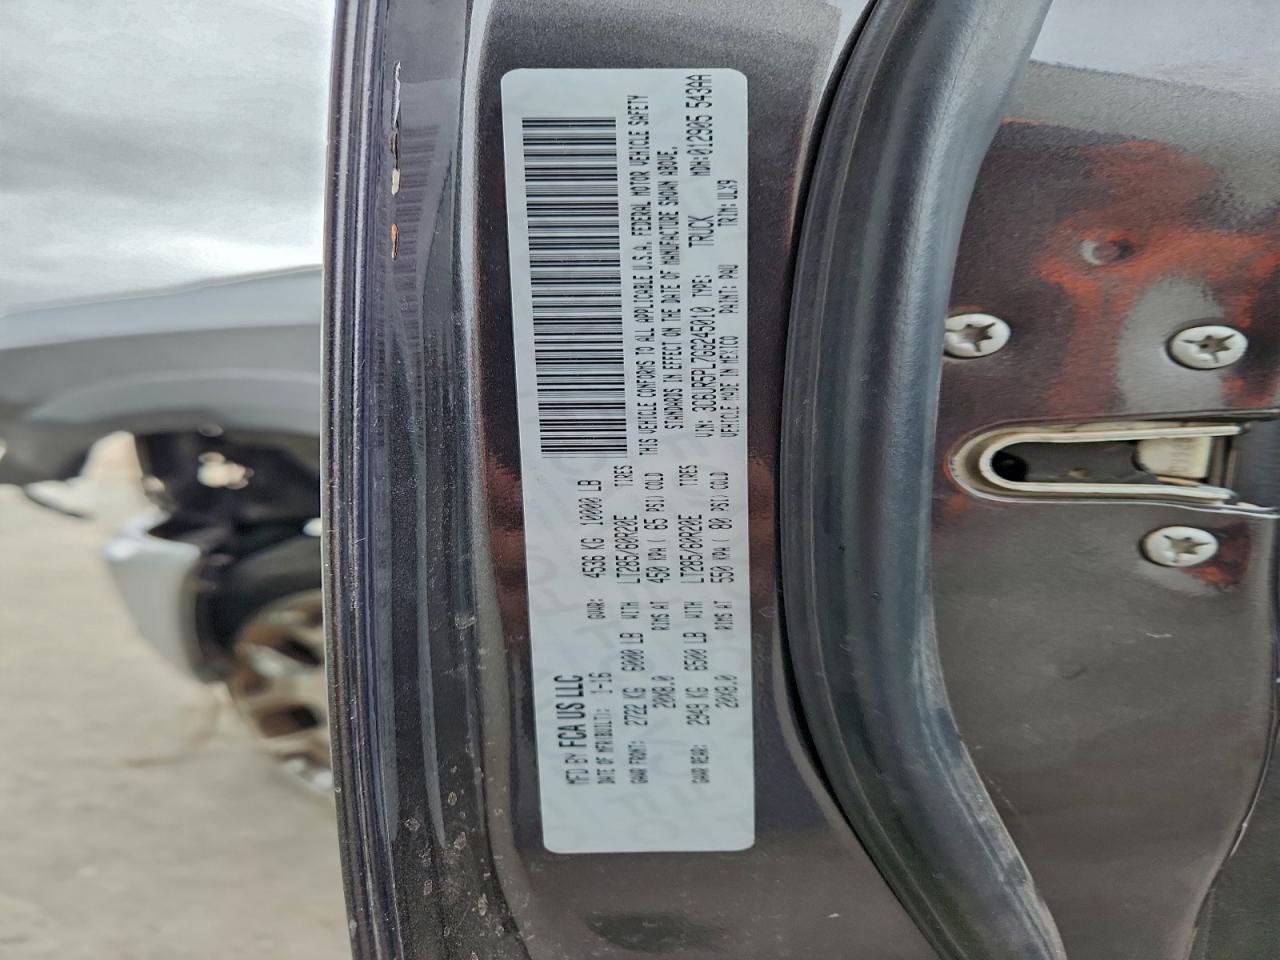 MFD BY FCA US LLC
DATE OF MFR/BUILT: 1-16 GVWR: 4536 KG 10000 LB
GAWR FRONT: 2722 KG 6000 LB WITH LT285/60R20E TIRES
20X8.0 RIMS AT 450 KPA ( 65 PSI) COLD
GAWR REAR: 2949 KG 6500 LB WITH LT285/60R20E TIRES
20X8.0 RIMS AT 550 KPA ( 80 PSI) COLD
THIS VEHICLE CONFORMS TO ALL APPLICABLE U.S.A. FEDERAL MOTOR VEHICLE SAFETY
STANDARDS IN EFFECT ON THE DATE OF MANUFACTURE SHOWN ABOVE.
VIN: 3C6UR5PL7GG245010 TYPE: TRUCK MDH:012905 543AA
VEHICLE MADE IN MEXICO PAINT: PAU TRIM: ULX9